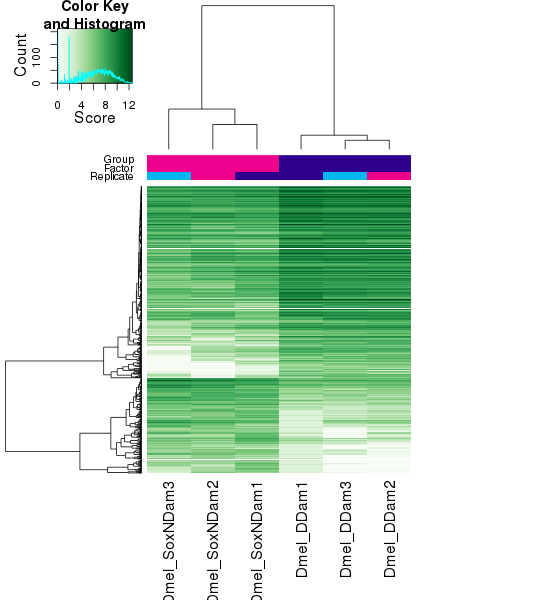 Color Key
and Histogram
Count
0 100
0 4 8 12
Score
Group
Factor
Replicate
Dmel_SoxNDam3
Dmel_SoxNDam2
Dmel_SoxNDam1
Dmel_DDam1
Dmel_DDam3
Dmel_DDam2